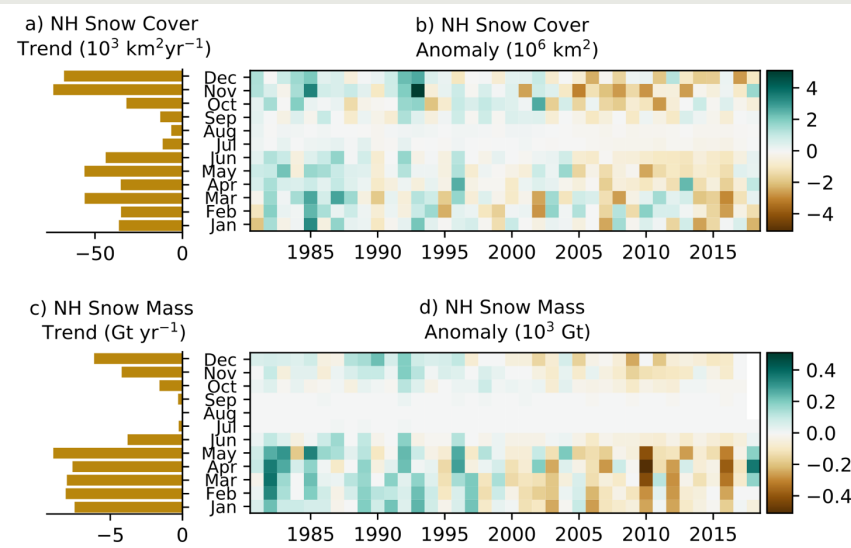 a) NH Snow Cover
Trend (10³ km²yr⁻¹)
b) NH Snow Cover
Anomaly (10⁶ km²)
Dec
Nov
Oct
Sep
Aug
Jul
Jun
May
Apr
Mar
Feb
Jan
−50
0
1985
1990
1995
2000
2005
2010
2015
4
2
0
−2
−4
c) NH Snow Mass
Trend (Gt yr⁻¹)
d) NH Snow Mass
Anomaly (10³ Gt)
Dec
Nov
Oct
Sep
Aug
Jul
Jun
May
Apr
Mar
Feb
Jan
−5
0
1985
1990
1995
2000
2005
2010
2015
0.4
0.2
0.0
−0.2
−0.4